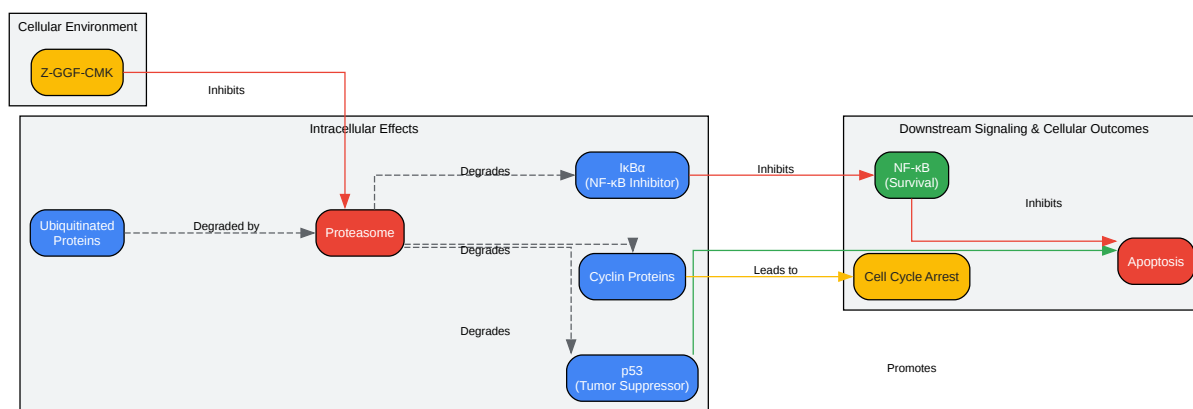 Cellular Environment
Z-GGF-CMK
Inhibits
Intracellular Effects
Downstream Signaling & Cellular Outcomes
Ubiquitinated
Proteins
Degraded by
Proteasome
Degrades
IκBα
(NF-κB Inhibitor)
Inhibits
NF-κB
(Survival)
Inhibits
Degrades
Cyclin Proteins
Leads to
Cell Cycle Arrest
Apoptosis
Degrades
p53
(Tumor Suppressor)
Promotes